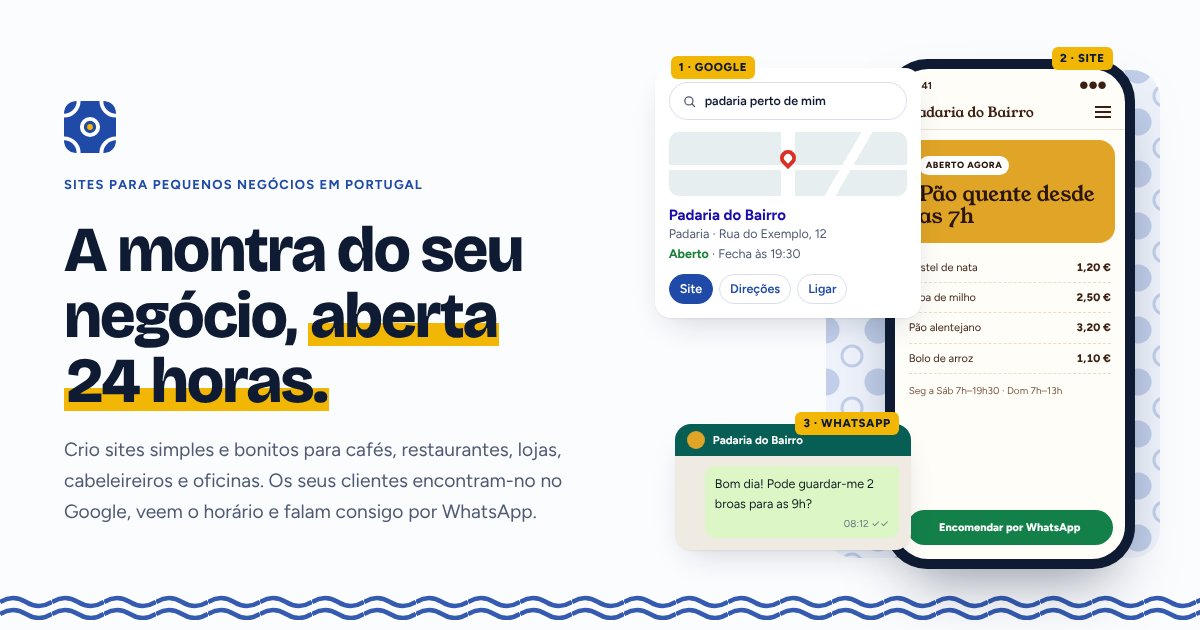 SITES PARA PEQUENOS NEGÓCIOS EM PORTUGAL
A montra do seu
negócio, aberta
24 horas.
Crio sites simples e bonitos para cafés, restaurantes, lojas,
cabeleireiros e oficinas. Os seus clientes encontram-no no
Google, veem o horário e falam consigo por WhatsApp.
1 · GOOGLE
padaria perto de mim
Padaria do Bairro
Padaria · Rua do Exemplo, 12
Aberto · Fecha às 19:30
Site
Direções
Ligar
2 · SITE
41
adaria do Bairro
ABERTO AGORA
Pão quente desde
as 7h
stel de nata 1,20 €
oa de milho 2,50 €
Pão alentejano 3,20 €
Bolo de arroz 1,10 €
Seg a Sáb 7h–19h30 · Dom 7h–13h
Encomendar por WhatsApp
3 · WHATSAPP
Padaria do Bairro
Bom dia! Pode guardar-me 2
broas para as 9h?
08:12